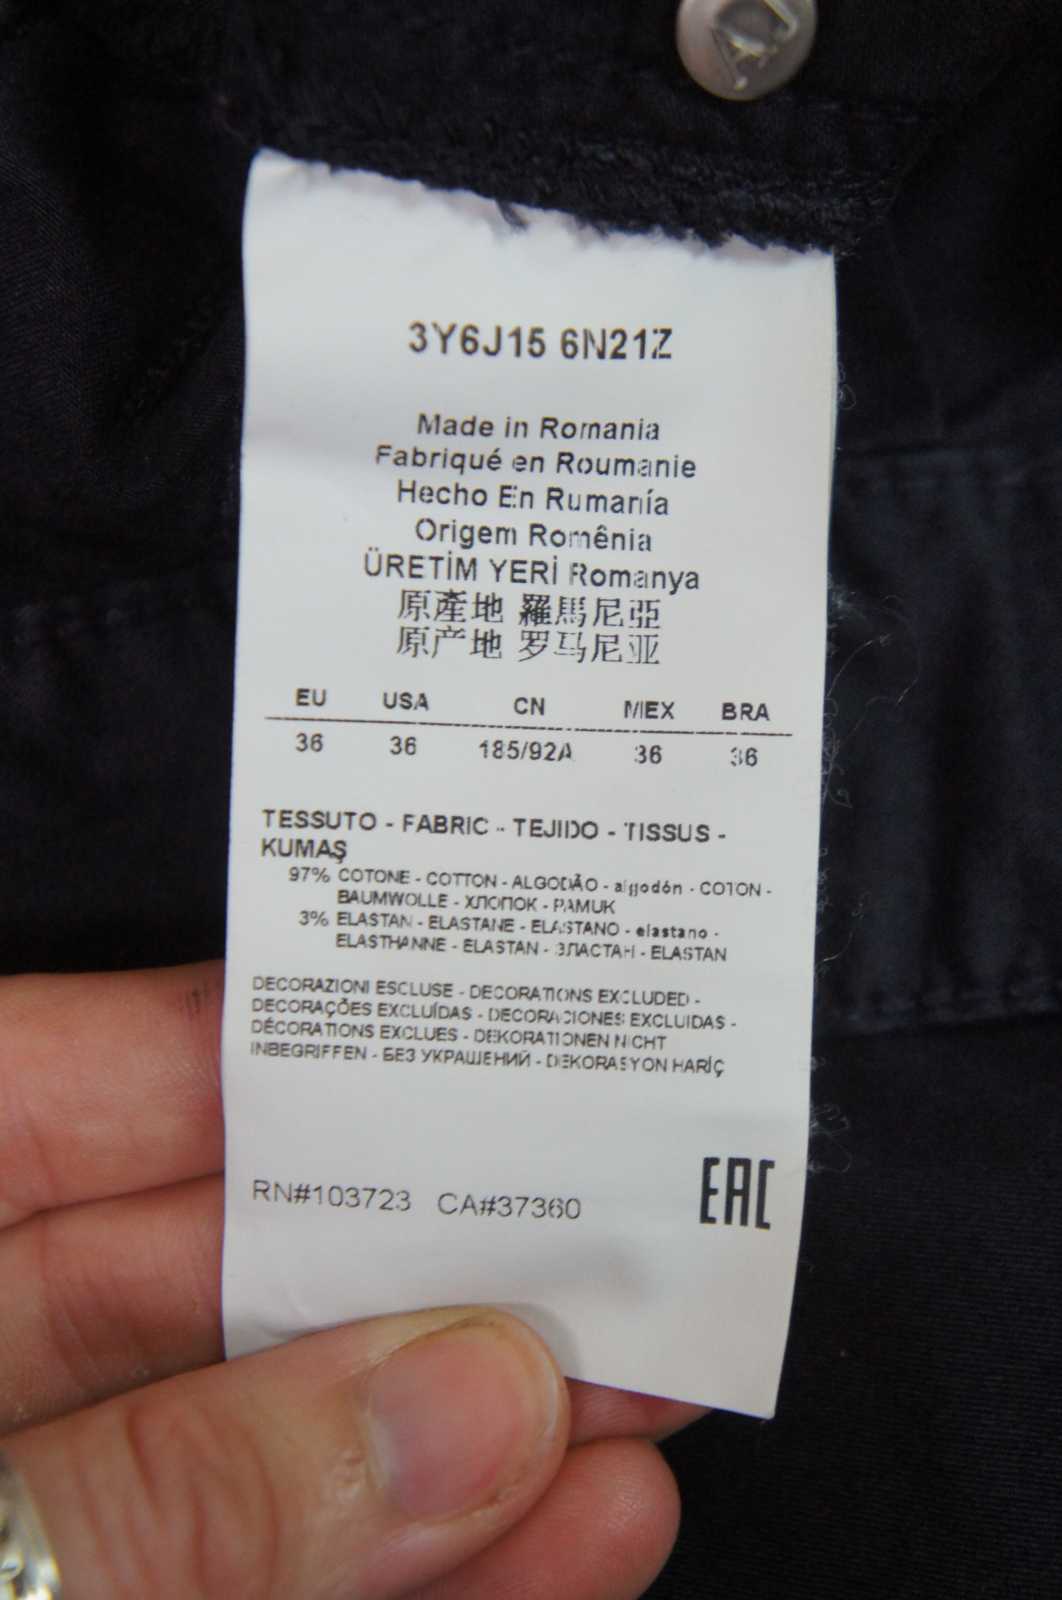 AJ
3Y6J15 6N21Z
Made in Romania
Fabriqué en Roumanie
Hecho En Rumanía
Origem Romênia
ÜRETİM YERİ Romanya
原產地 羅馬尼亞
原产地 罗马尼亚
EU USA CN MEX BRA
36 36 185/92A 36 36
TESSUTO - FABRIC - TEJIDO - TISSUS -
KUMAŞ
97% COTONE - COTTON - ALGODÃO - algodón - COTON -
BAUMWOLLE - ХЛОПОК - PAMUK
3% ELASTAN - ELASTANE - ELASTANO - elastano -
ELASTHANNE - ELASTAN - ЭЛАСТАН - ELASTAN
DECORAZIONI ESCLUSE - DECORATIONS EXCLUDED -
DECORAÇÕES EXCLUÍDAS - DECORACIONES EXCLUIDAS -
DÉCORATIONS EXCLUES - DEKORATIONEN NICHT
INBEGRIFFEN - БЕЗ УКРАШЕНИЙ - DEKORASYON HARİÇ
RN#103723 CA#37360
EAC